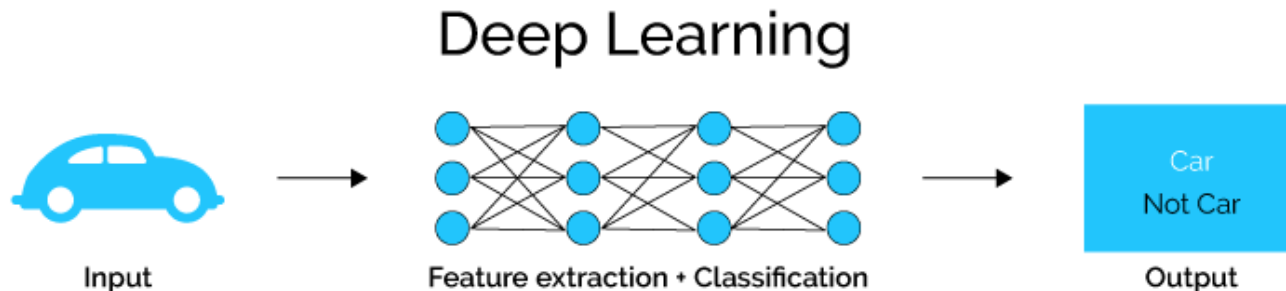 Deep Learning
Car
Not Car
Input
Feature extraction + Classification
Output